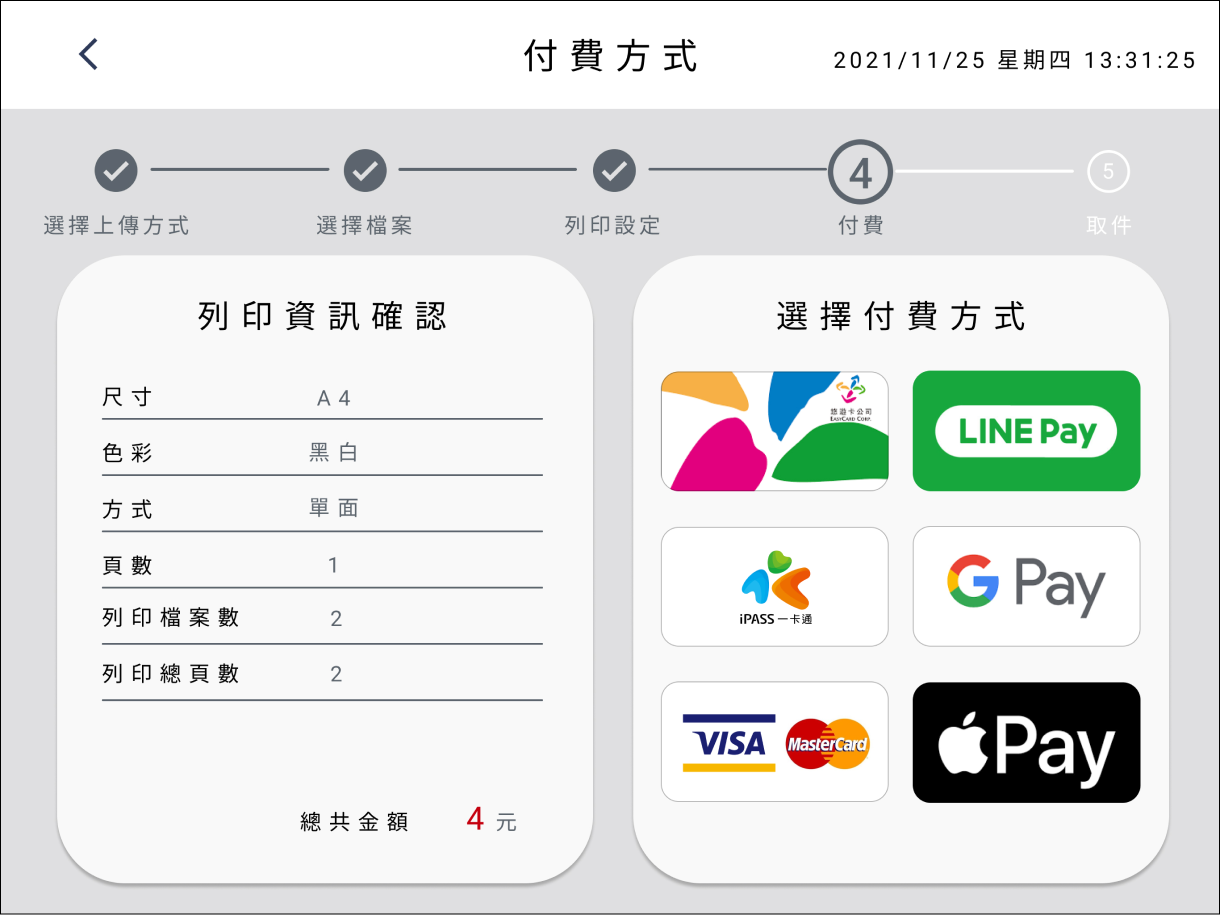 付費方式
2021/11/25 星期四 13:31:25
4
5
選擇上傳方式
選擇檔案
列印設定
付費
取件
列印資訊確認
尺寸 A4
色彩 黑白
方式 單面
頁數 1
列印檔案數 2
列印總頁數 2
總共金額 4 元
選擇付費方式
悠遊卡公司
EASYCARD CORP.
LINE Pay
iPASS 一卡通
G Pay
VISA
MasterCard
Pay